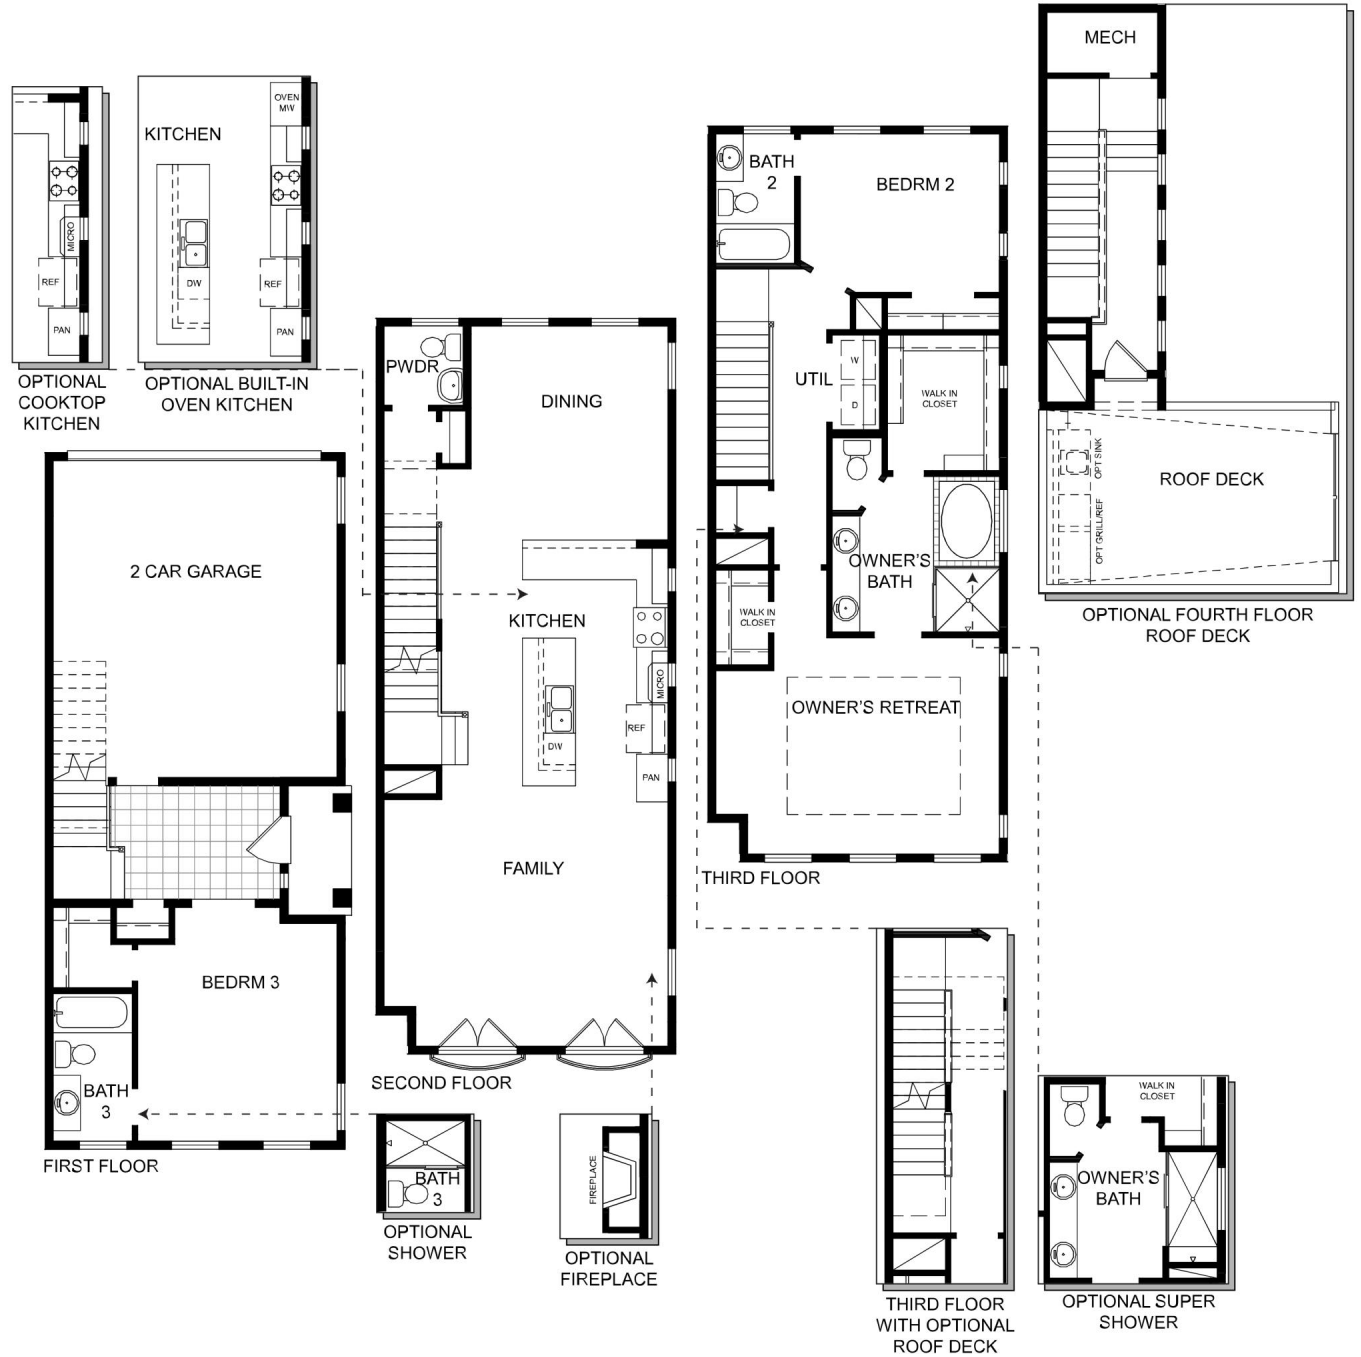 OVEN
MW
KITCHEN
MICRO
REF
PAN
DW
REF
PAN
OPTIONAL
COOKTOP
KITCHEN
OPTIONAL BUILT-IN
OVEN KITCHEN
2 CAR GARAGE
BEDRM 3
BATH
3
FIRST FLOOR
PWDR
DINING
KITCHEN
MICRO
REF
DW
PAN
FAMILY
SECOND FLOOR
BATH
3
OPTIONAL
SHOWER
FIREPLACE
OPTIONAL
FIREPLACE
BATH
2
BEDRM 2
UTIL
W
D
WALK IN
CLOSET
OWNER'S
BATH
WALK IN
CLOSET
OWNER'S RETREAT
THIRD FLOOR
THIRD FLOOR
WITH OPTIONAL
ROOF DECK
MECH
OPT SINK
OPT GRILL/REF
ROOF DECK
OPTIONAL FOURTH FLOOR
ROOF DECK
WALK IN
CLOSET
OWNER'S
BATH
OPTIONAL SUPER
SHOWER